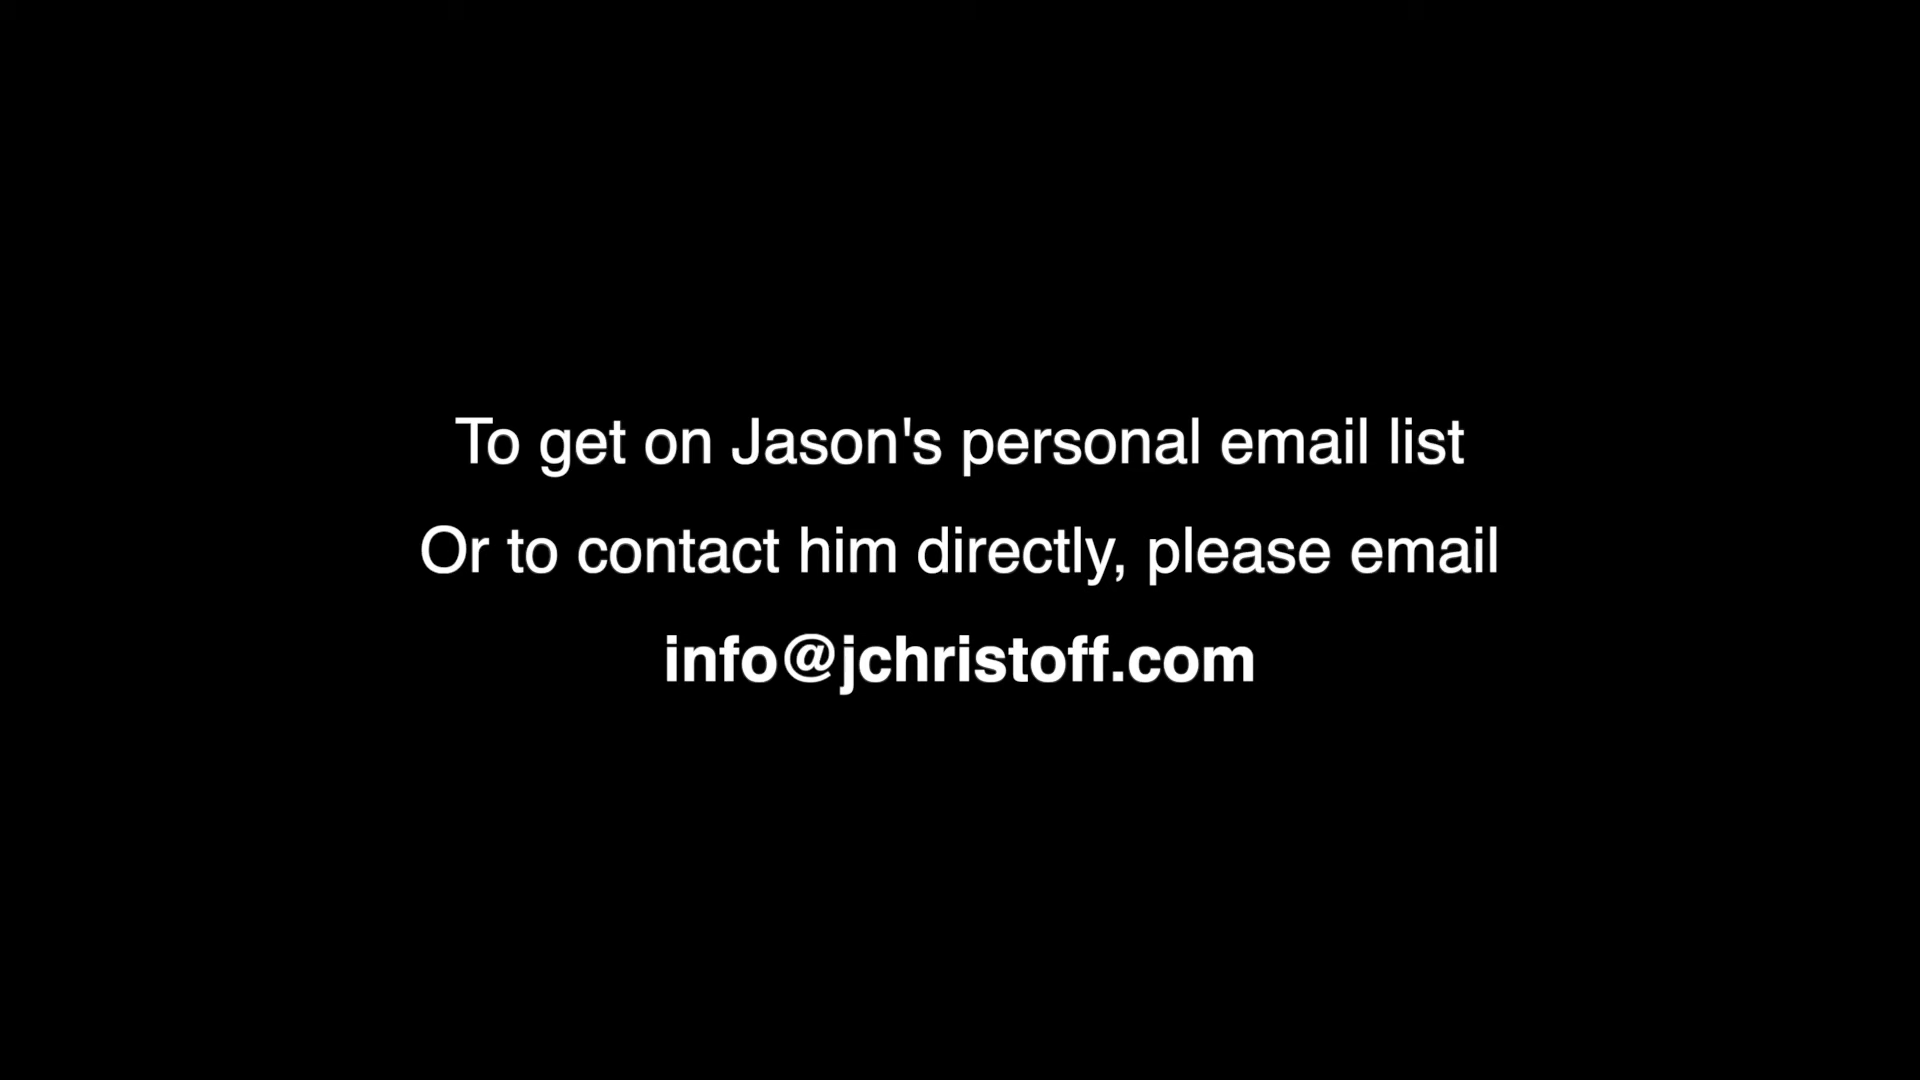 To get on Jason's personal email list
Or to contact him directly, please email
info@jchristoff.com